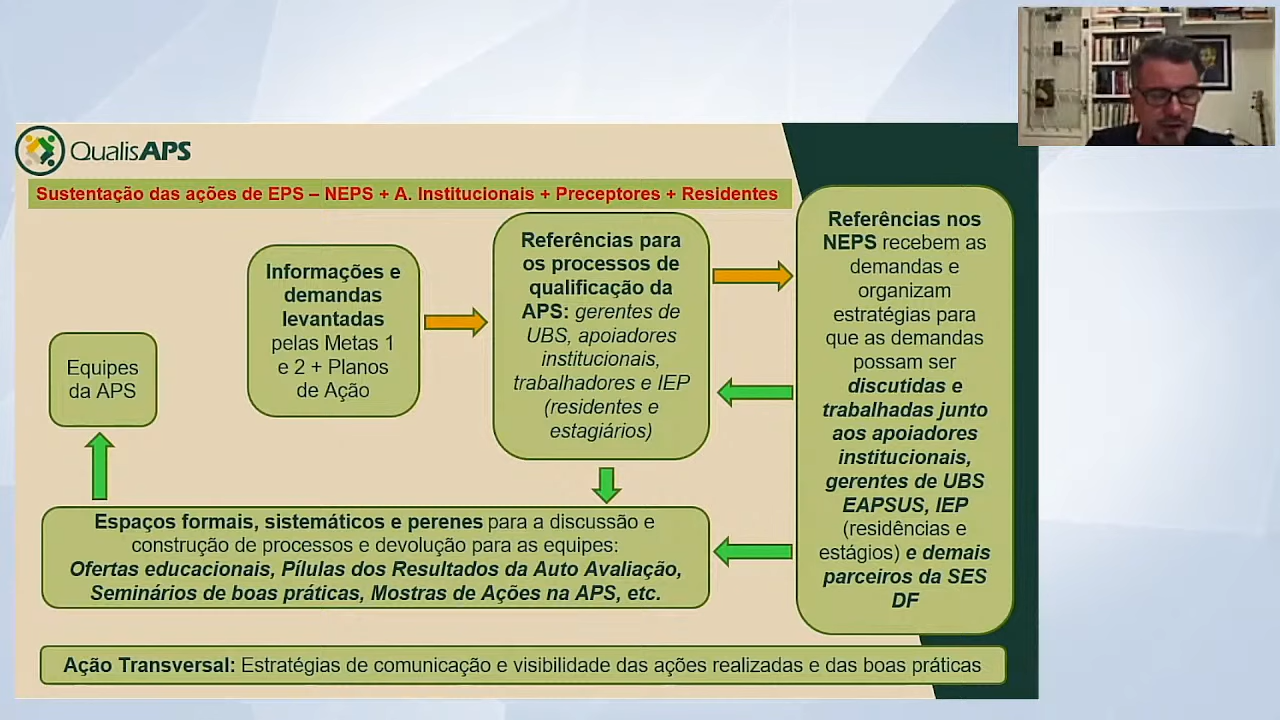 QualisAPS
Sustentação das ações de EPS – NEPS + A. Institucionais + Preceptores + Residentes
Equipes
da APS
Informações e
demandas
levantadas
pelas Metas 1
e 2 + Planos
de Ação
Referências para
os processos de
qualificação da
APS: gerentes de
UBS, apoiadores
institucionais,
trabalhadores e IEP
(residentes e
estagiários)
Referências nos
NEPS recebem as
demandas e
organizam
estratégias para
que as demandas
possam ser
discutidas e
trabalhadas junto
aos apoiadores
institucionais,
gerentes de UBS
EAPSUS, IEP
(residências e
estágios) e demais
parceiros da SES
DF
Espaços formais, sistemáticos e perenes para a discussão e
construção de processos e devolução para as equipes:
Ofertas educacionais, Pílulas dos Resultados da Auto Avaliação,
Seminários de boas práticas, Mostras de Ações na APS, etc.
Ação Transversal: Estratégias de comunicação e visibilidade das ações realizadas e das boas práticas